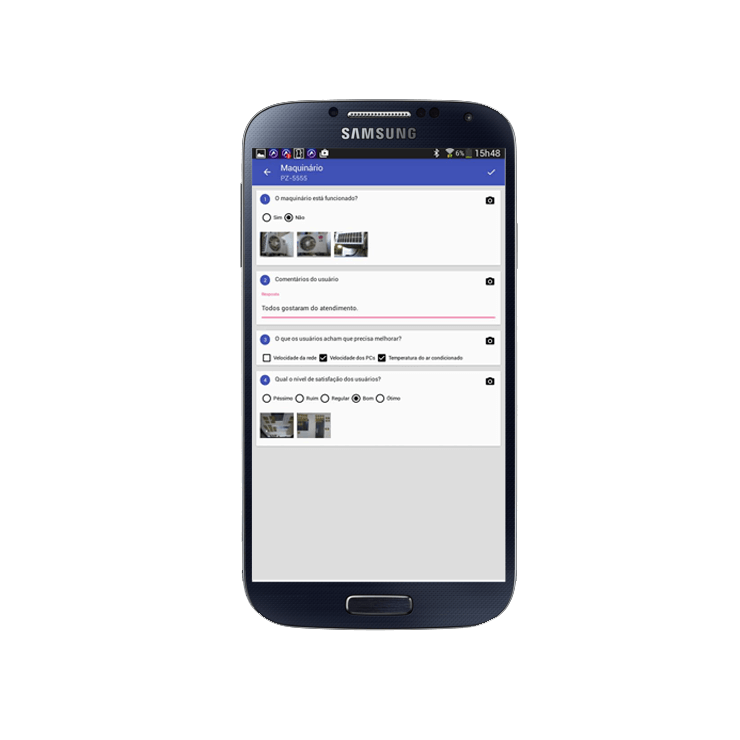 SAMSUNG
6% 15h48
Maquinário
PZ-5555
1 O maquinário está funcionado?
Sim Não
2 Comentários do usuário
Resposta
Todos gostaram do atendimento.
3 O que os usuários acham que precisa melhorar?
Velocidade da rede Velocidade dos PCs Temperatura do ar condicionado
4 Qual o nível de satisfação dos usuários?
Péssimo Ruim Regular Bom Ótimo